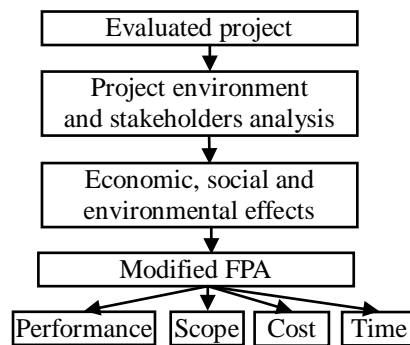 Evaluated project
Project environment
and stakeholders analysis
Economic, social and
environmental effects
Modified FPA
Performance Scope Cost Time